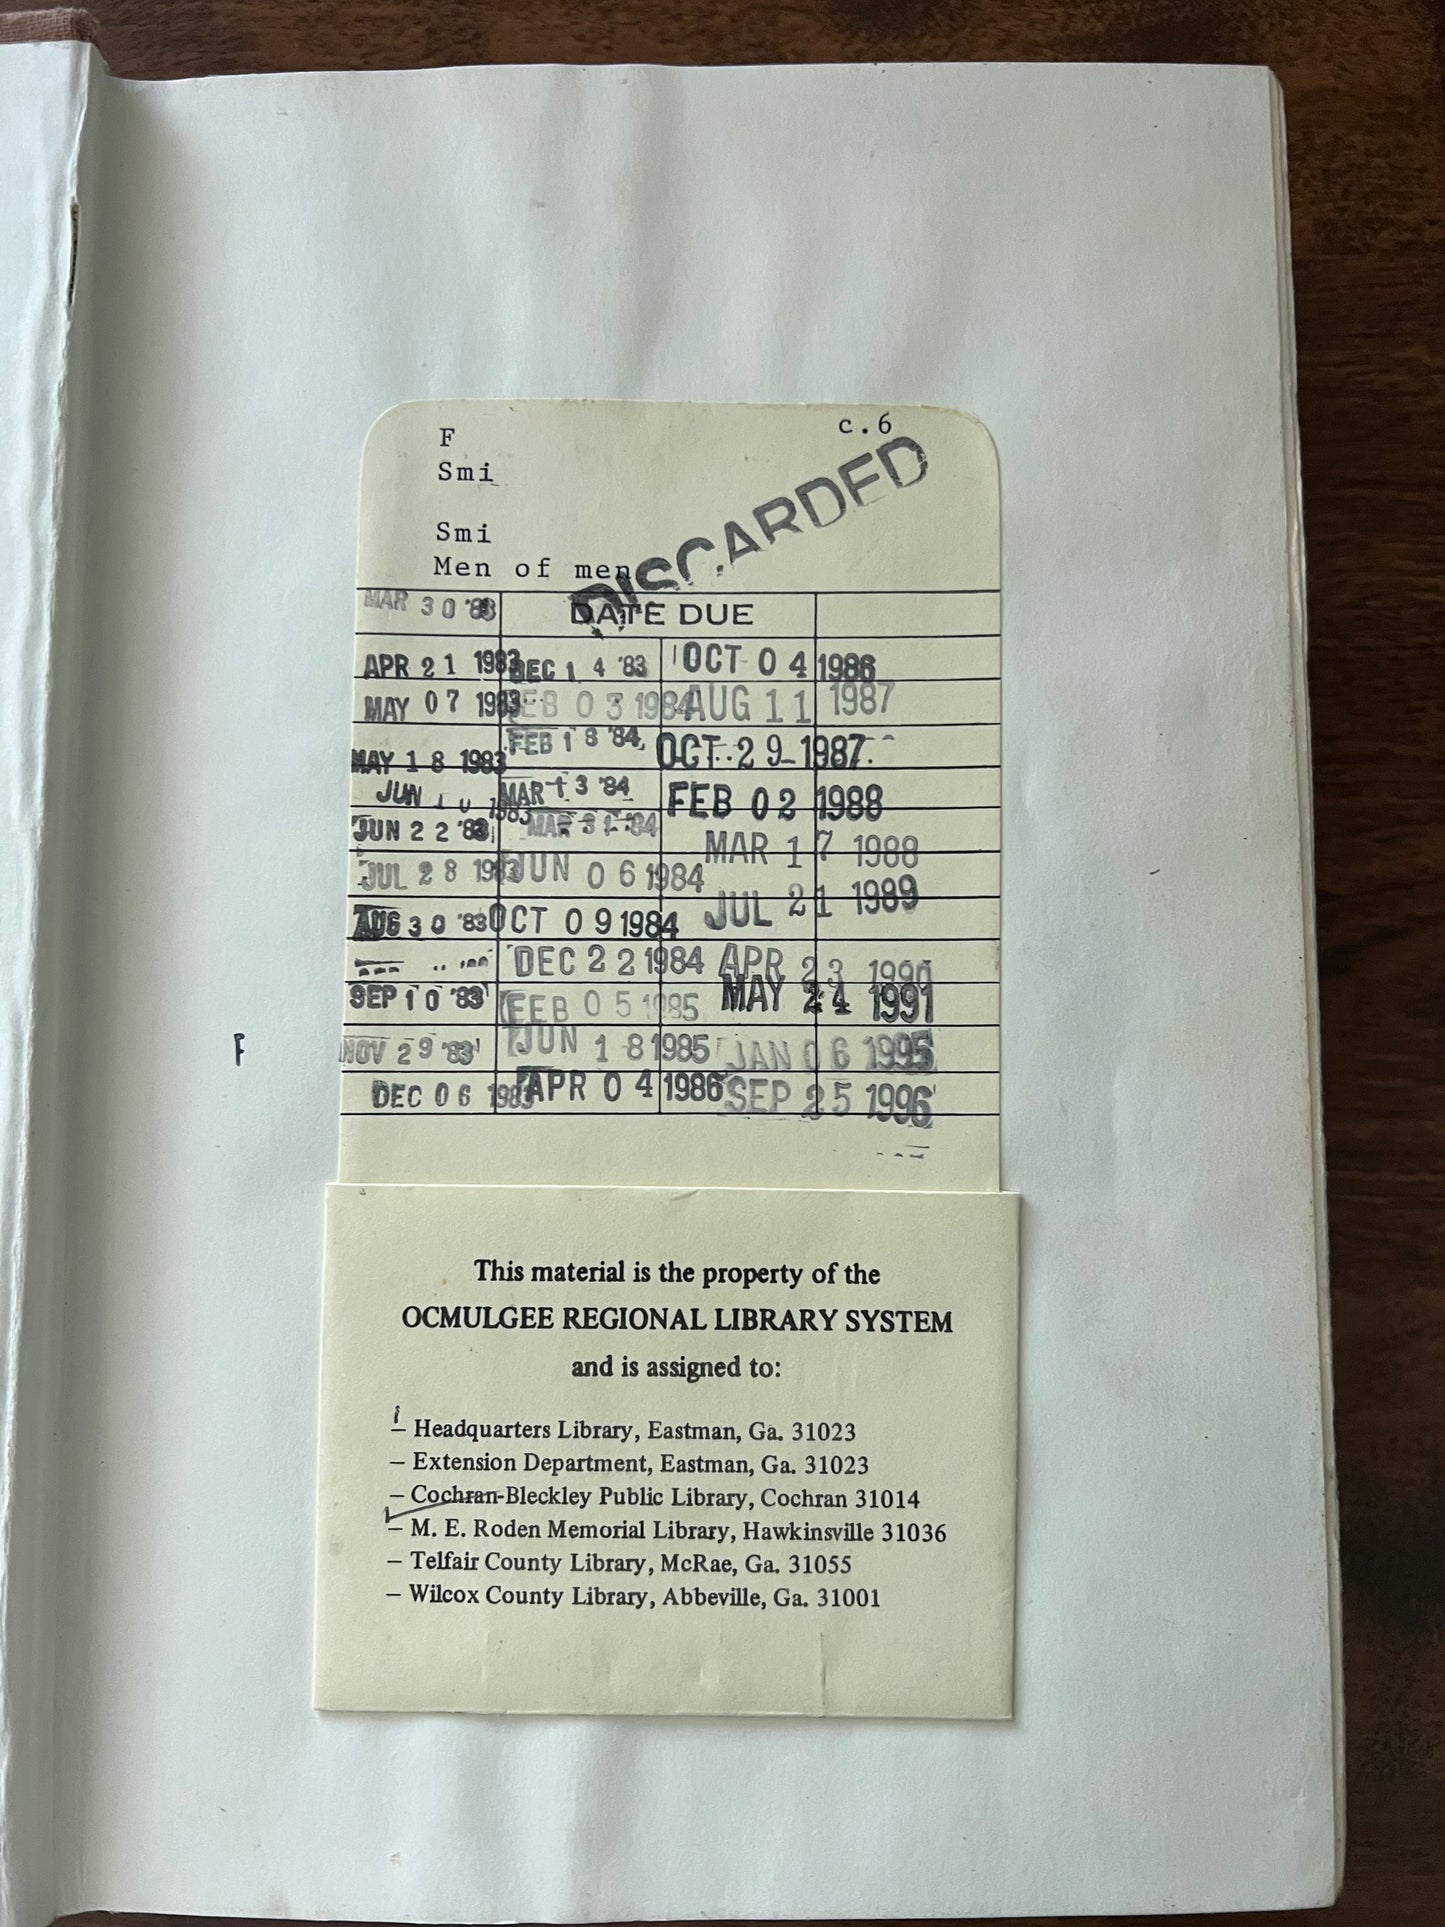 F
c.6
Smi
Smi
Men of men
DISCARDED
MAR 30 '83
DATE DUE
APR 21 1983 DEC 14 '83 OCT 04 1986
MAY 07 1983 FEB 03 1984 AUG 11 1987
MAY 18 1983 FEB 18 '84 OCT 29 1987
JUN 1983 MAR 13 '84 FEB 02 1988
JUN 22 '83 MAR 31 '84 MAR 17 1988
JUL 28 1983 JUN 06 1984 JUL 21 1989
AUG 30 '83 OCT 09 1984
DEC 22 1984 APR 23 1990
SEP 10 '83 FEB 05 1985 MAY 24 1991
NOV 29 '83 JUN 18 1985 JAN 06 1995
DEC 06 1983 APR 04 1986 SEP 25 1996
F
This material is the property of the
OCMULGEE REGIONAL LIBRARY SYSTEM
and is assigned to:
– Headquarters Library, Eastman, Ga. 31023
– Extension Department, Eastman, Ga. 31023
– Cochran-Bleckley Public Library, Cochran 31014
– M. E. Roden Memorial Library, Hawkinsville 31036
– Telfair County Library, McRae, Ga. 31055
– Wilcox County Library, Abbeville, Ga. 31001